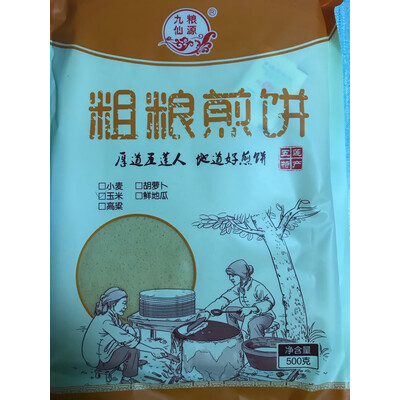 九粮
仙源
粗粮煎饼
厚道五莲人 地道好煎饼
五莲
特产
小麦 胡萝卜
玉米 鲜地瓜
高粱
净含量
500克